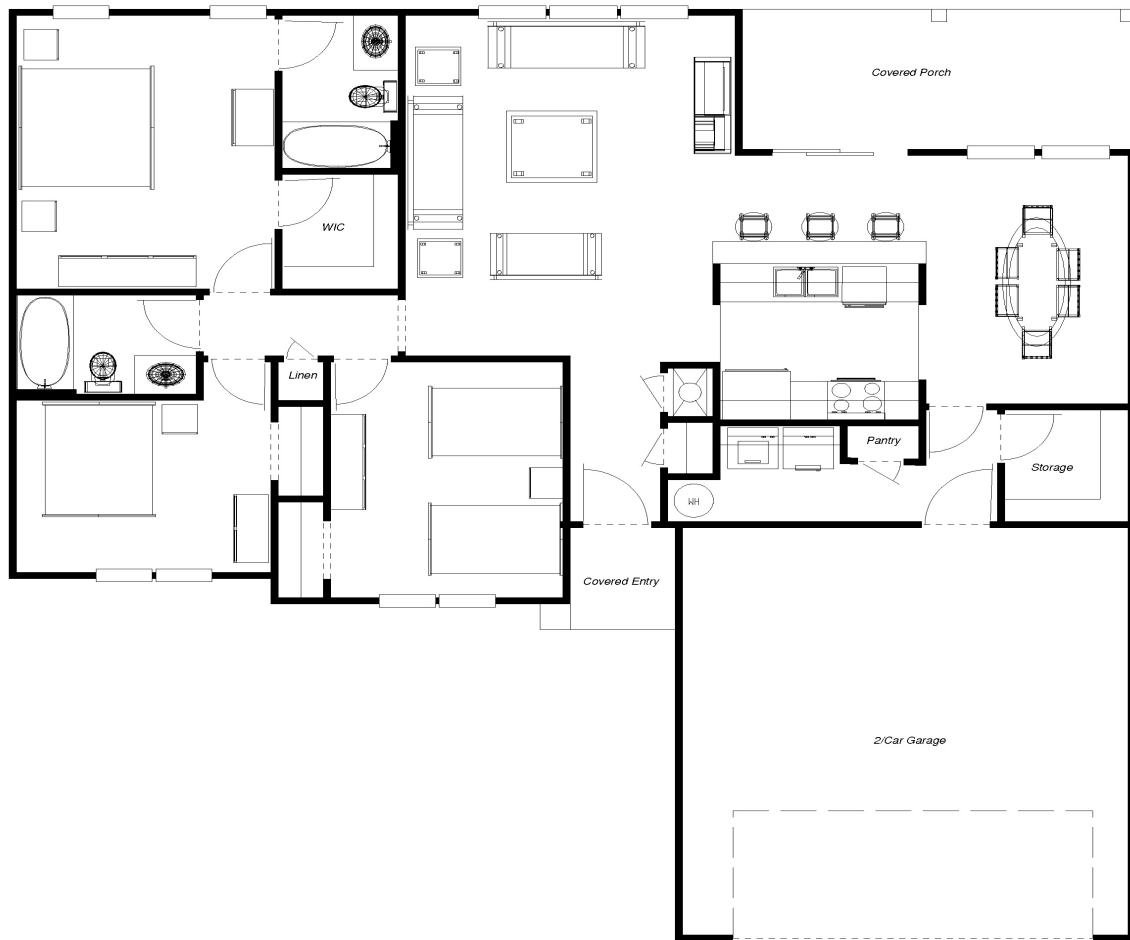 Covered Porch
WIC
Linen
Pantry
Storage
WH
Covered Entry
2/Car Garage